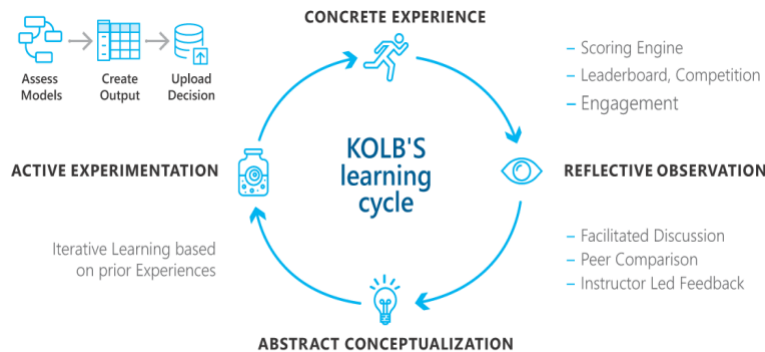 CONCRETE EXPERIENCE
Assess
Models
Create
Output
Upload
Decision
– Scoring Engine
– Leaderboard, Competition
– Engagement
KOLB'S
learning
cycle
ACTIVE EXPERIMENTATION
REFLECTIVE OBSERVATION
Iterative Learning based
on prior Experiences
– Facilitated Discussion
– Peer Comparison
– Instructor Led Feedback
ABSTRACT CONCEPTUALIZATION